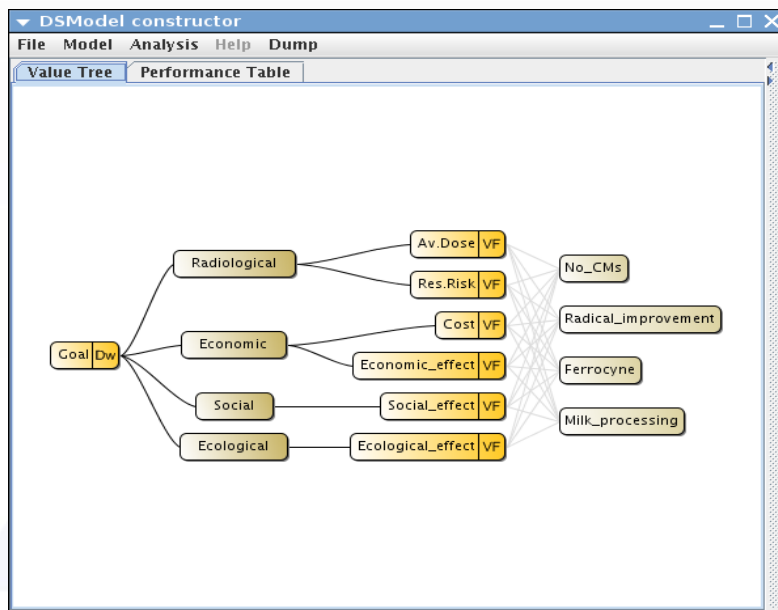 DSModel constructor
File Model Analysis Help Dump
Value Tree Performance Table
Av.Dose VF
Radiological
No_CMs
Res.Risk VF
Radical_improvement
Cost VF
Economic
Goal Dw
Economic_effect VF
Ferrocyne
Social
Social_effect VF
Milk_processing
Ecological
Ecological_effect VF